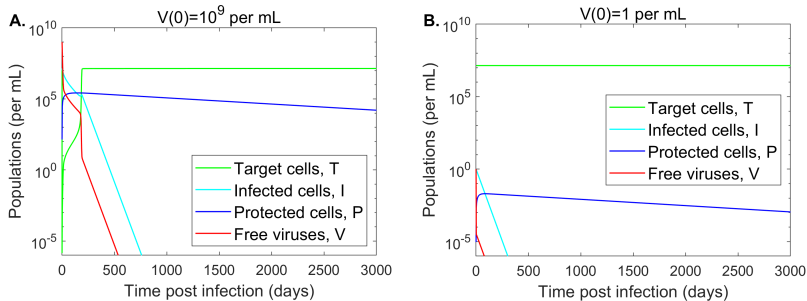 A.
V(0)=10⁹ per mL
Populations (per mL)
10¹⁰
10⁵
10⁰
10⁻⁵
Target cells, T
Infected cells, I
Protected cells, P
Free viruses, V
0 500 1000 1500 2000 2500 3000
Time post infection (days)
B.
V(0)=1 per mL
Populations (per mL)
10¹⁰
10⁵
10⁰
10⁻⁵
Target cells, T
Infected cells, I
Protected cells, P
Free viruses, V
0 500 1000 1500 2000 2500 3000
Time post infection (days)